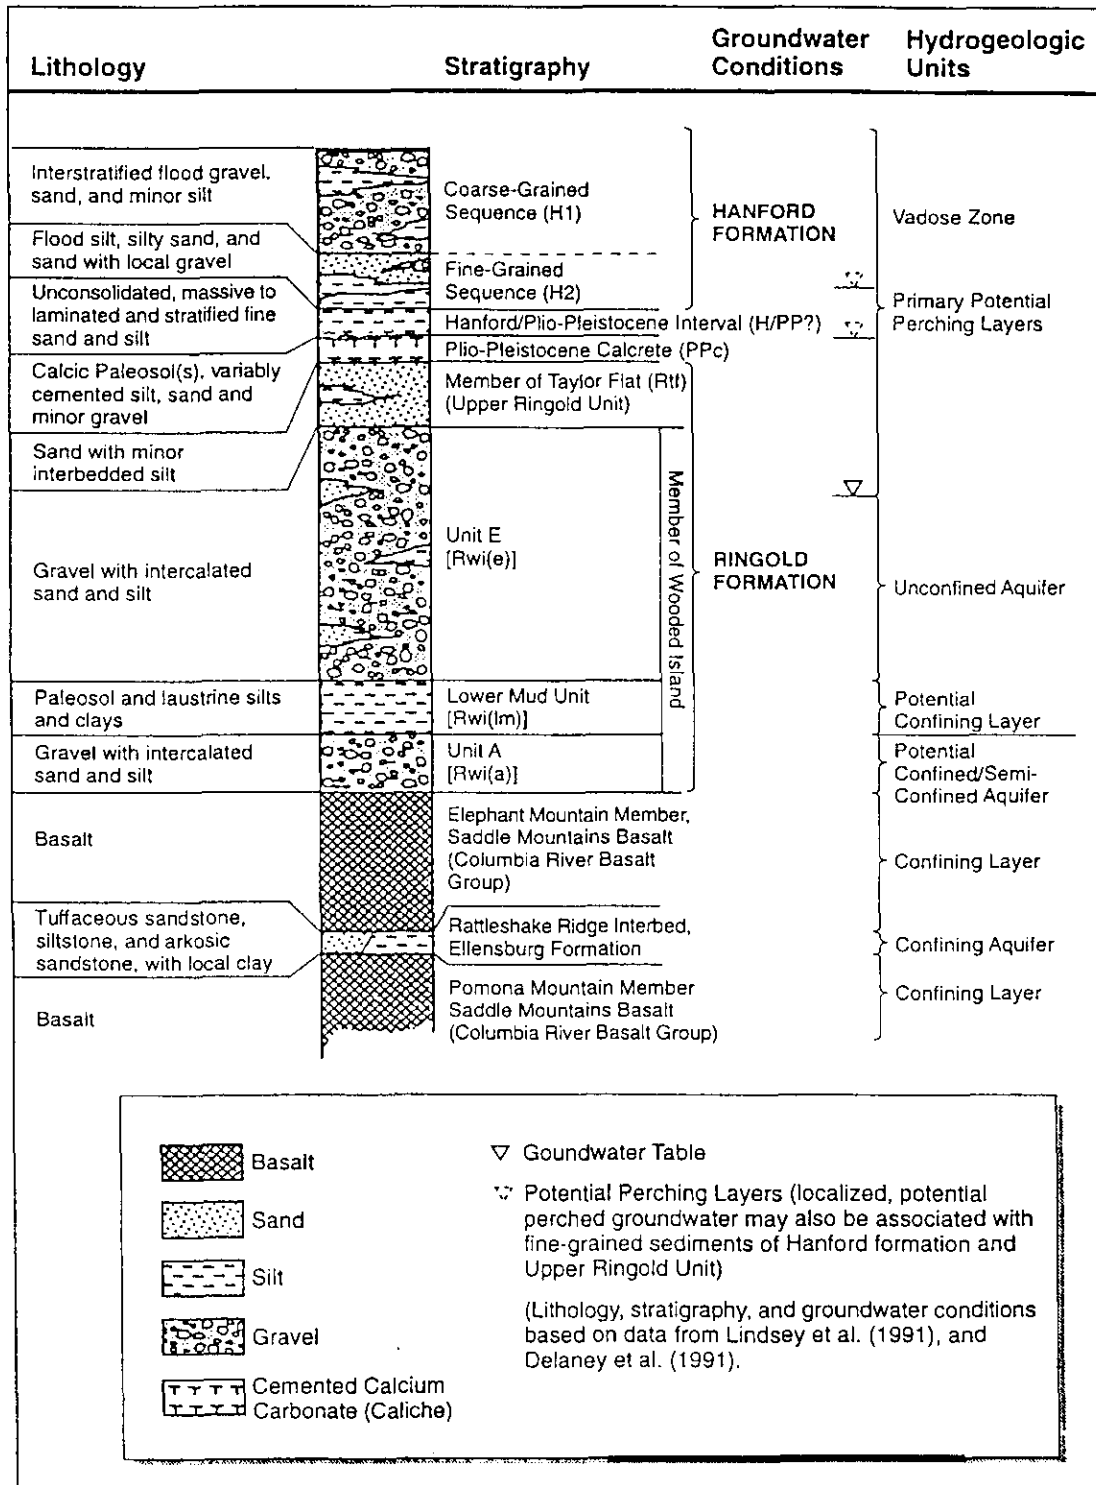 Lithology
Stratigraphy
Groundwater
Conditions
Hydrogeologic
Units
Interstratified flood gravel,
sand, and minor silt
Flood silt, silty sand, and
sand with local gravel
Unconsolidated, massive to
laminated and stratified fine
sand and silt
Calcic Paleosol(s), variably
cemented silt, sand and
minor gravel
Sand with minor
interbedded silt
Gravel with intercalated
sand and silt
Paleosol and laustrine silts
and clays
Gravel with intercalated
sand and silt
Basalt
Tuffaceous sandstone,
siltstone, and arkosic
sandstone, with local clay
Basalt
Coarse-Grained
Sequence (H1)
Fine-Grained
Sequence (H2)
Hanford/Plio-Pleistocene Interval (H/PP?)
Plio-Pleistocene Calcrete (PPc)
Member of Taylor Flat (Rtf)
(Upper Ringold Unit)
Unit E
[Rwi(e)]
Lower Mud Unit
[Rwi(lm)]
Unit A
[Rwi(a)]
Member of Wooded Island
Elephant Mountain Member,
Saddle Mountains Basalt
(Columbia River Basalt
Group)
Rattleshake Ridge Interbed,
Ellensburg Formation
Pomona Mountain Member
Saddle Mountains Basalt
(Columbia River Basalt Group)
HANFORD
FORMATION
RINGOLD
FORMATION
Vadose Zone
Primary Potential
Perching Layers
Unconfined Aquifer
Potential
Confining Layer
Potential
Confined/Semi-
Confined Aquifer
Confining Layer
Confining Aquifer
Confining Layer
Basalt
Sand
Silt
Gravel
Cemented Calcium
Carbonate (Caliche)
Goundwater Table
Potential Perching Layers (localized, potential
perched groundwater may also be associated with
fine-grained sediments of Hanford formation and
Upper Ringold Unit)
(Lithology, stratigraphy, and groundwater conditions
based on data from Lindsey et al. (1991), and
Delaney et al. (1991).